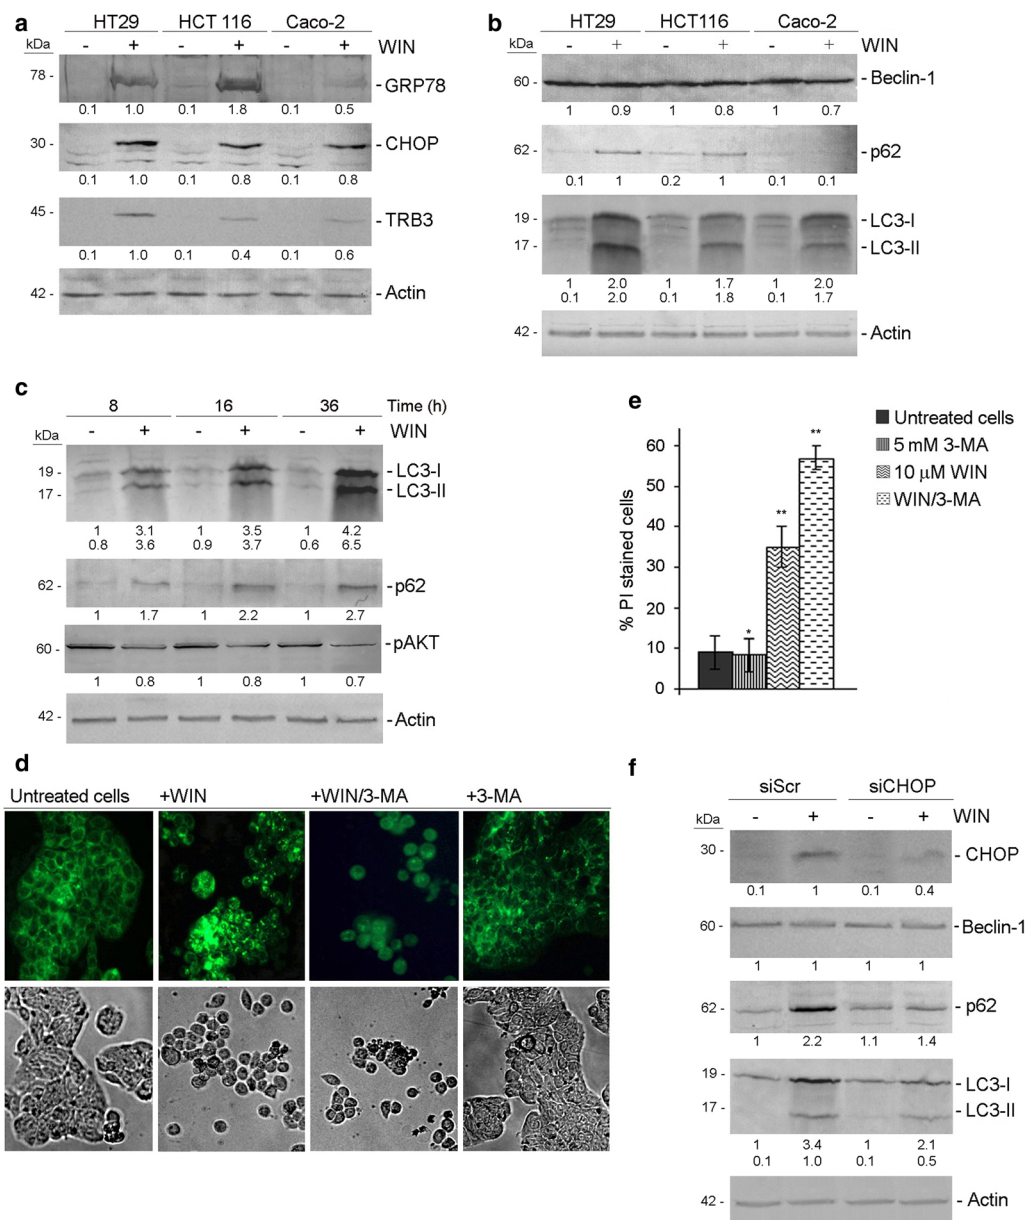 a
HT29 HCT 116 Caco-2
kDa - + - + - + WIN
78 - - GRP78
0.1 1.0 0.1 1.8 0.1 0.5
30 - - CHOP
0.1 1.0 0.1 0.8 0.1 0.8
45 - - TRB3
0.1 1.0 0.1 0.4 0.1 0.6
42 - - Actin
b
HT29 HCT116 Caco-2
kDa - + - + - + WIN
60 - - Beclin-1
1 0.9 1 0.8 1 0.7
62 - - p62
0.1 1 0.2 1 0.1 0.1
19 - LC3-I
17 - - LC3-II
1 2.0 1 1.7 1 2.0
0.1 2.0 0.1 1.8 0.1 1.7
42 - - Actin
c
8 16 36 Time (h)
kDa - + - + - + WIN
19 - - LC3-I
17 - - LC3-II
1 3.1 1 3.5 1 4.2
0.8 3.6 0.9 3.7 0.6 6.5
62 - - p62
1 1.7 1 2.2 1 2.7
60 - - pAKT
1 0.8 1 0.8 1 0.7
42 - - Actin
d
Untreated cells +WIN +WIN/3-MA +3-MA
e
% PI stained cells
60
50
40
30
20
10
0
* ** **
Untreated cells
5 mM 3-MA
10 µM WIN
WIN/3-MA
f
siScr siCHOP
kDa - + - + WIN
30 - - CHOP
0.1 1 0.1 0.4
60 - - Beclin-1
1 1 1 1
62 - - p62
1 2.2 1.1 1.4
19 - - LC3-I
17 - - LC3-II
1 3.4 1 2.1
0.1 1.0 0.1 0.5
42 - - Actin